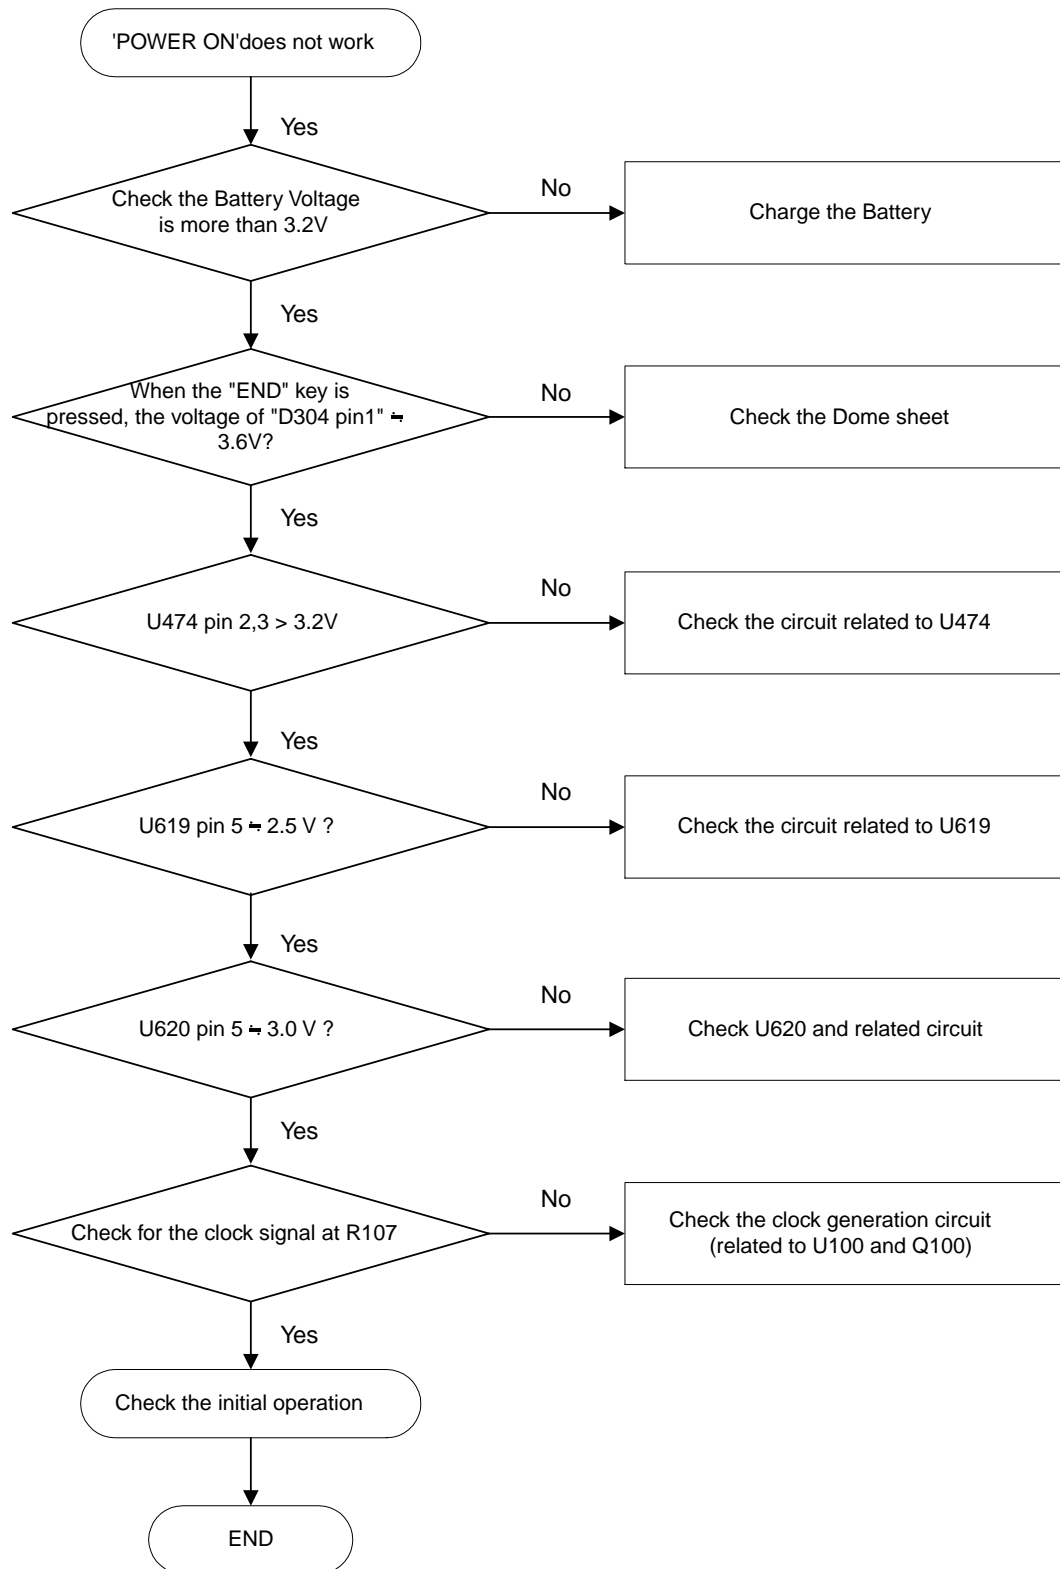 'POWER ON'does not work
Yes
Check the Battery Voltage
is more than 3.2V
No
Charge the Battery
Yes
When the "END" key is
pressed, the voltage of "D304 pin1" ≒
3.6V?
No
Check the Dome sheet
Yes
U474 pin 2,3 > 3.2V
No
Check the circuit related to U474
Yes
U619 pin 5 ≒ 2.5 V ?
No
Check the circuit related to U619
Yes
U620 pin 5 ≒ 3.0 V ?
No
Check U620 and related circuit
Yes
Check for the clock signal at R107
No
Check the clock generation circuit
(related to U100 and Q100)
Yes
Check the initial operation
END